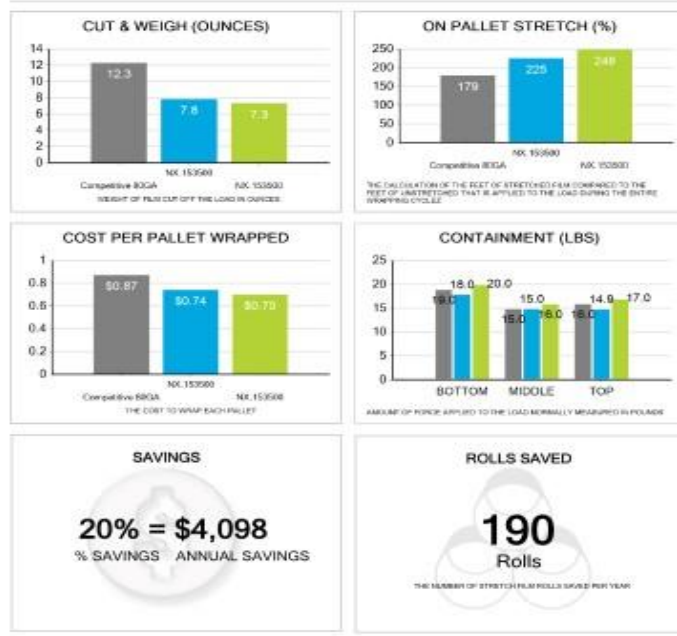 CUT & WEIGH (OUNCES)
14
12
10
8
6
4
2
0
12.3
7.8
7.3
NX 153500
Competitive 80GA
NX 153500
WEIGHT OF FILM CUT OFF THE LOAD IN OUNCES
ON PALLET STRETCH (%)
250
200
150
100
50
0
179
225
248
NX 153500
Competitive 80GA
NX 153500
THE CALCULATION OF THE FEET OF STRETCHED FILM COMPARED TO THE
FEET OF UNSTRETCHED THAT IS APPLIED TO THE LOAD DURING THE ENTIRE
WRAPPING CYCLE
COST PER PALLET WRAPPED
1
0.8
0.6
0.4
0.2
0
$0.87
$0.74
NX 153500
Competitive 80GA
NX 153500
THE COST TO WRAP EACH PALLET
CONTAINMENT (LBS)
25
20
15
10
5
0
19.0
18.0
20.0
15.0
15.0
16.0
16.0
14.9
17.0
BOTTOM MIDDLE TOP
AMOUNT OF FORCE APPLIED TO THE LOAD NORMALLY MEASURED IN POUNDS
SAVINGS
20% = $4,098
% SAVINGS ANNUAL SAVINGS
ROLLS SAVED
190
Rolls
THE NUMBER OF STRETCH FILM ROLLS SAVED PER YEAR